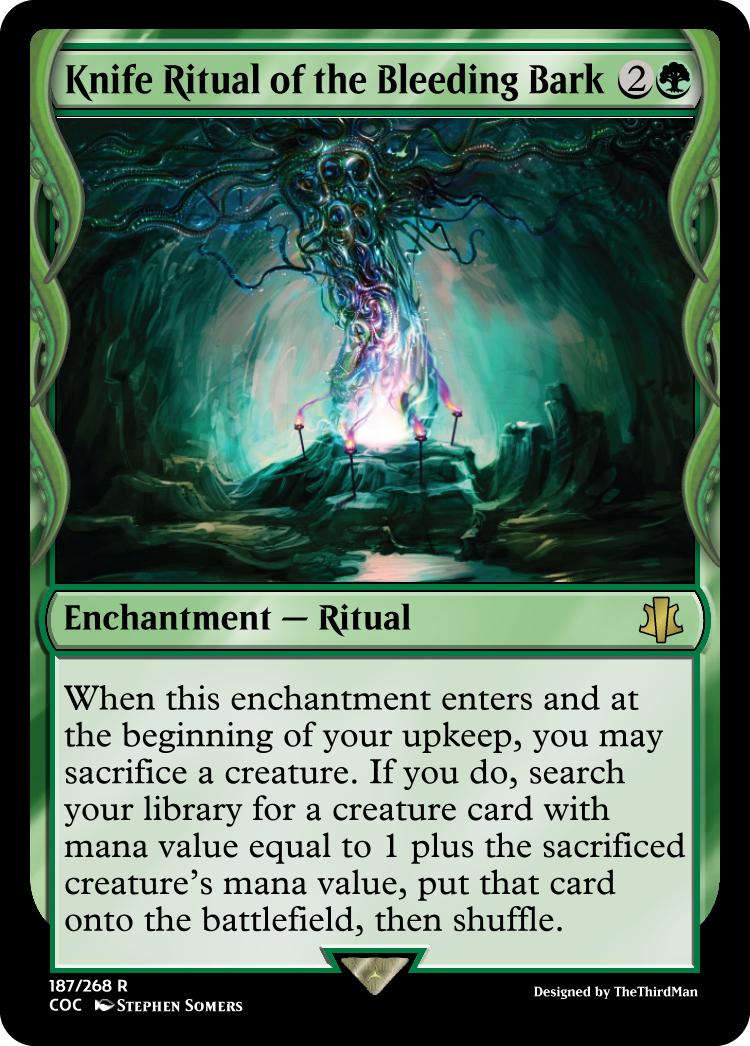 Knife Ritual of the Bleeding Bark 2
Enchantment — Ritual
When this enchantment enters and at
the beginning of your upkeep, you may
sacrifice a creature. If you do, search
your library for a creature card with
mana value equal to 1 plus the sacrificed
creature's mana value, put that card
onto the battlefield, then shuffle.
187/268 R
COC Stephen Somers
Designed by TheThirdMan